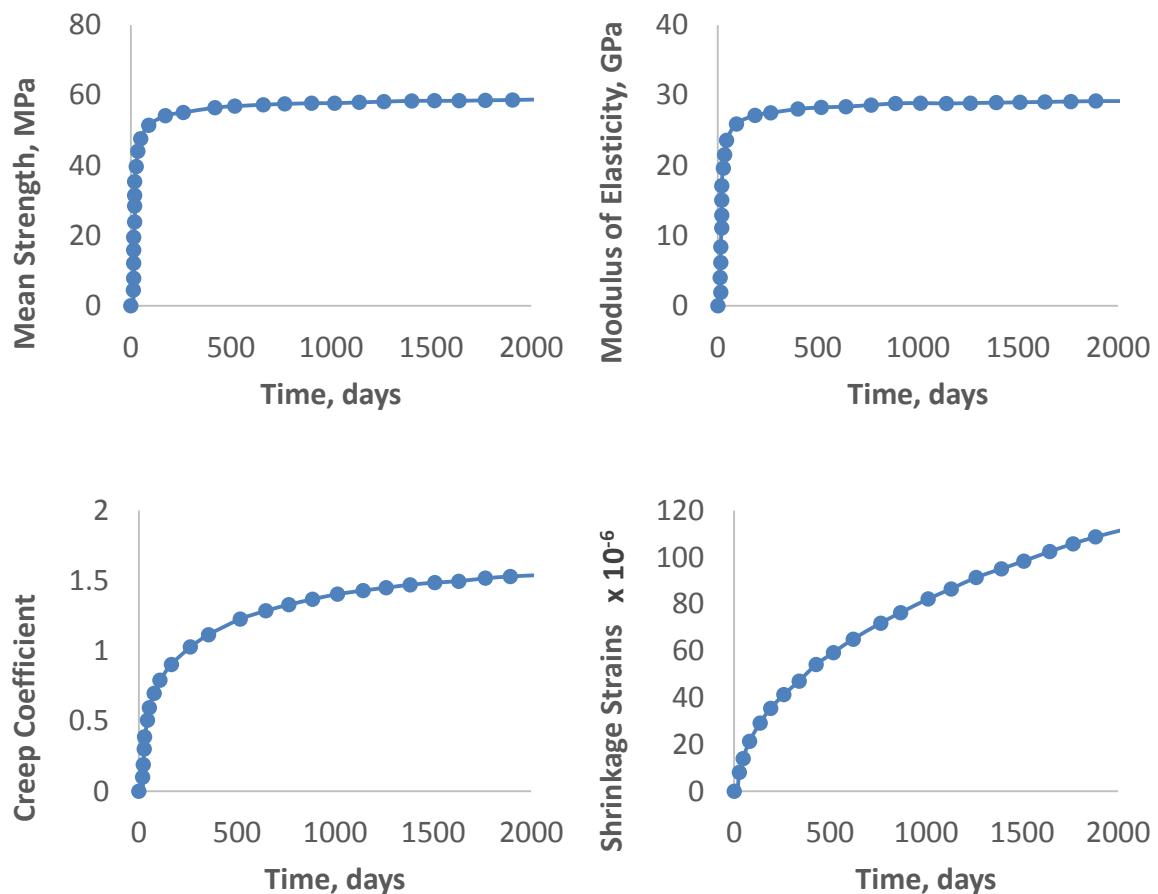 Mean Strength, MPa
80
60
40
20
0
0 500 1000 1500 2000
Time, days
Modulus of Elasticity, GPa
40
30
20
10
0
0 500 1000 1500 2000
Time, days
Creep Coefficient
2
1.5
1
0.5
0
0 500 1000 1500 2000
Time, days
Shrinkage Strains x 10⁻⁶
120
100
80
60
40
20
0
0 500 1000 1500 2000
Time, days